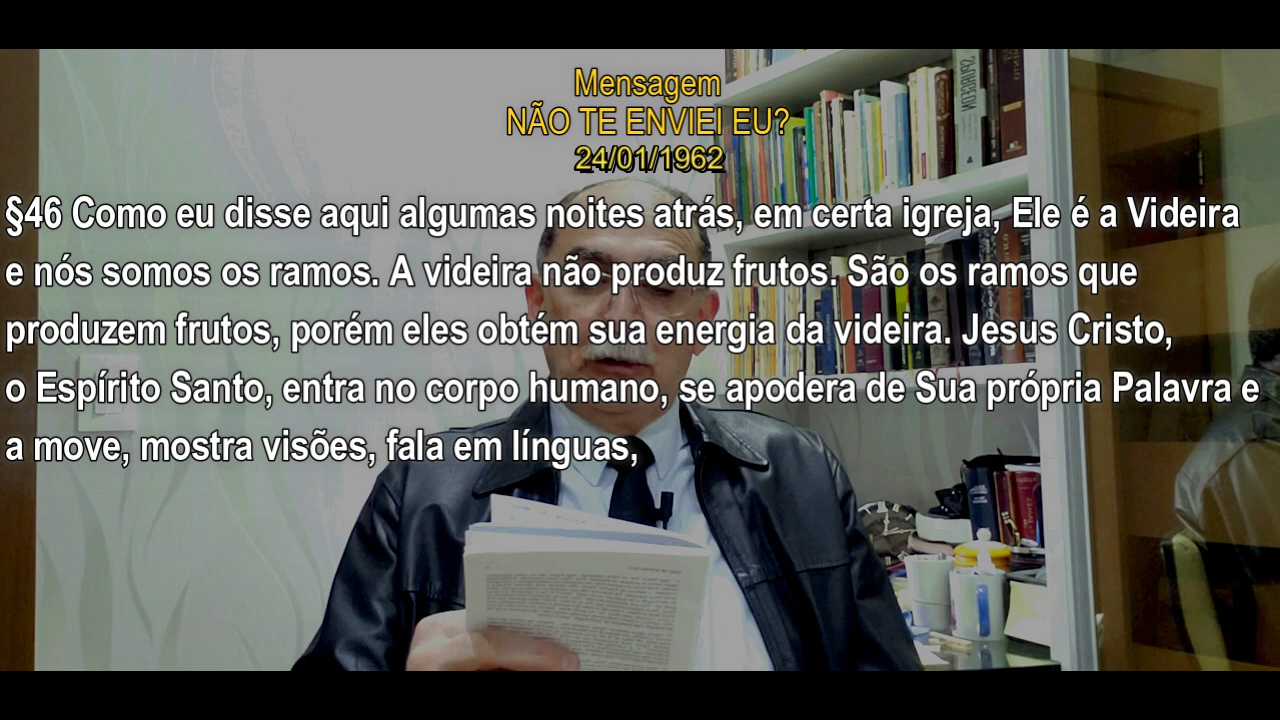 Mensagem
NÃO TE ENVIEI EU?
24/01/1962
§46 Como eu disse aqui algumas noites atrás, em certa igreja, Ele é a Videira
e nós somos os ramos. A videira não produz frutos. São os ramos que
produzem frutos, porém eles obtém sua energia da videira. Jesus Cristo,
o Espírito Santo, entra no corpo humano, se apodera de Sua própria Palavra e
a move, mostra visões, fala em línguas,
SPURGEON